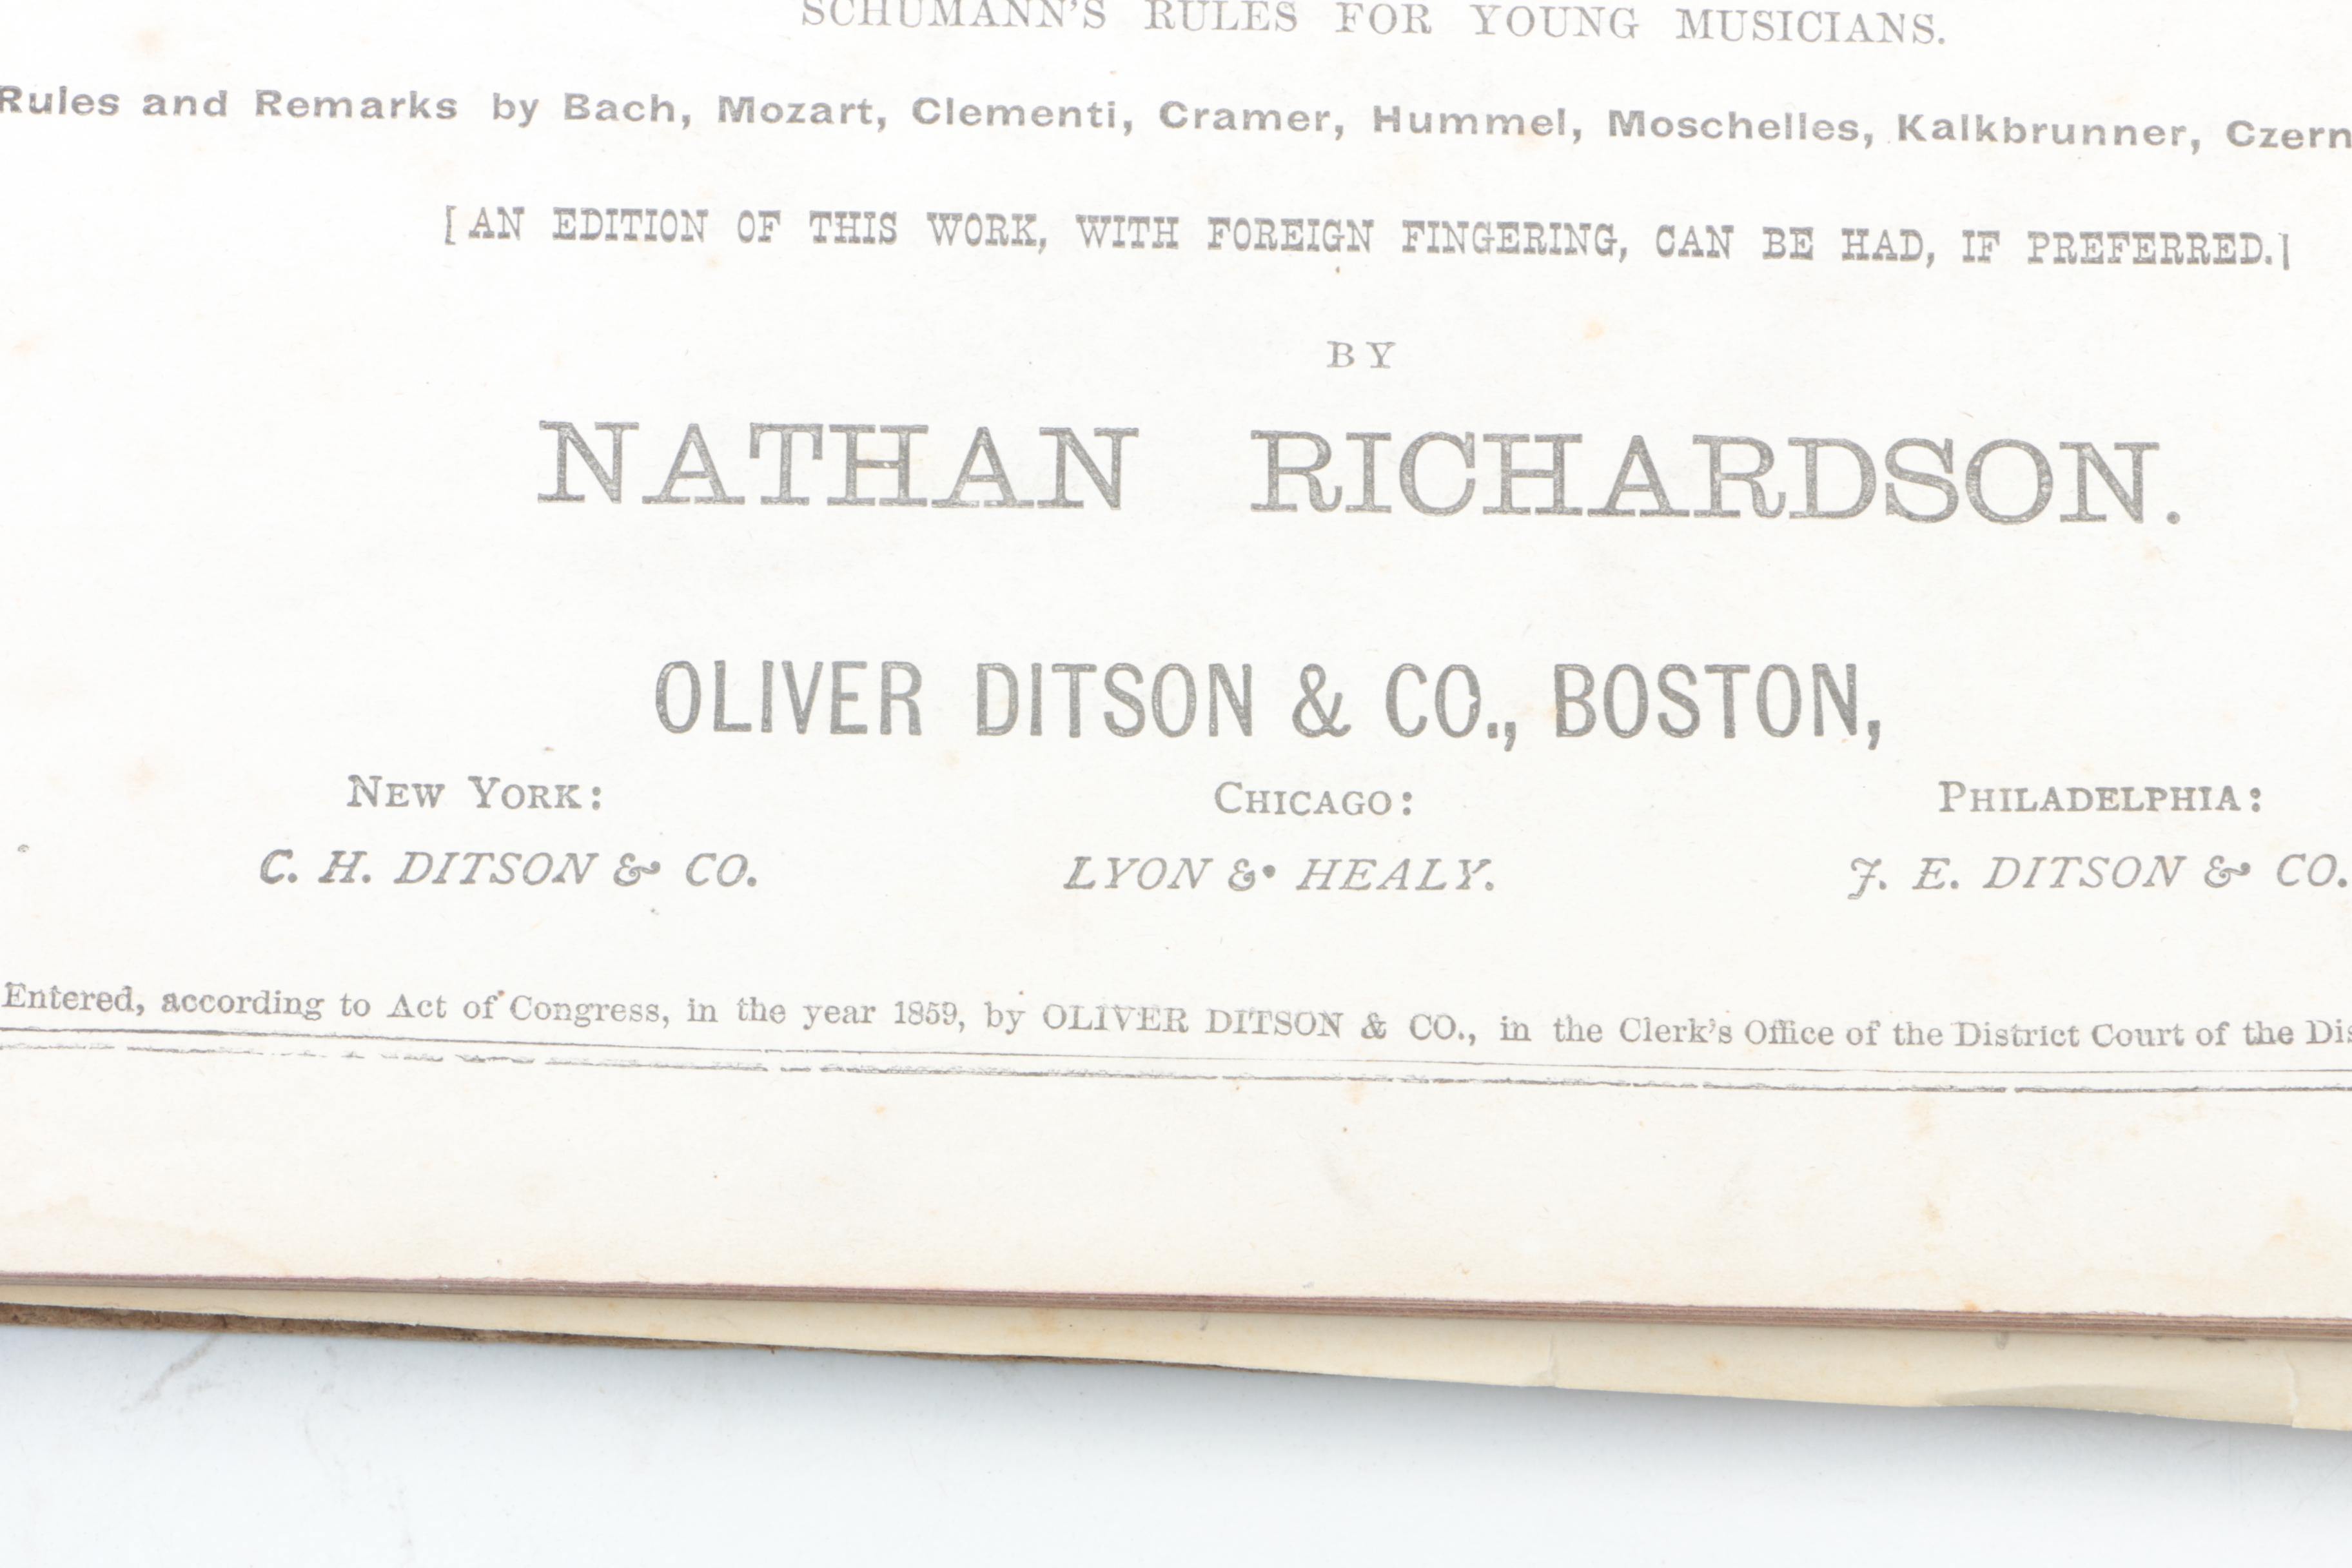 SCHUMANN'S RULES FOR YOUNG MUSICIANS.
Rules and Remarks by Bach, Mozart, Clementi, Cramer, Hummel, Moschelles, Kalkbrunner, Czern
[AN EDITION OF THIS WORK, WITH FOREIGN FINGERING, CAN BE HAD, IF PREFERRED.]
BY
NATHAN RICHARDSON.
OLIVER DITSON & CO., BOSTON,
NEW YORK: CHICAGO: PHILADELPHIA:
C. H. DITSON & CO. LYON & HEALY. J. E. DITSON & CO.
Entered, according to Act of Congress, in the year 1859, by OLIVER DITSON & CO., in the Clerk's Office of the District Court of the Dis